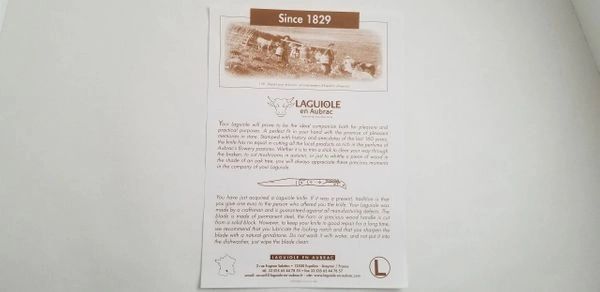 Since 1829
LAGUIOLE
en Aubrac
Your Laguiole will prove to be the ideal companion both for pleasure and
practical purposes. A perfect fit in your hand with the promise of pleasant
memories in store. Stamped with history and anecdotes of the last 160 years,
the knife has no equal in cutting all the local products so rich in the perfume of
Aubrac's flowery pastures. Wether it is to trim a stick to clear your way through
the bracken, to cut mushrooms in autumn, or just to whittle a piece of wood in
the shade of an oak tree, you will always appreciate these precious moments
in the company of your Laguiole.
You have just acquired a laguiole knife. If it was a present, tradition is that
you give one euro to the person who offered you the knife. Your Laguiole was
made by a craftsman and is guaranteed against all manufacturing defects. The
blade is made of permanent steel, the horn or precious wood handle is cut
from a solid block. However, to keep your knife in good repair for a long time,
we recommend that you lubricate the locking notch and that you sharpen the
blade with a natural grindstone. Do not wash it with water, and not put it into
the dishwasher, just wipe the blade clean.
LAGUIOLE EN AUBRAC
L